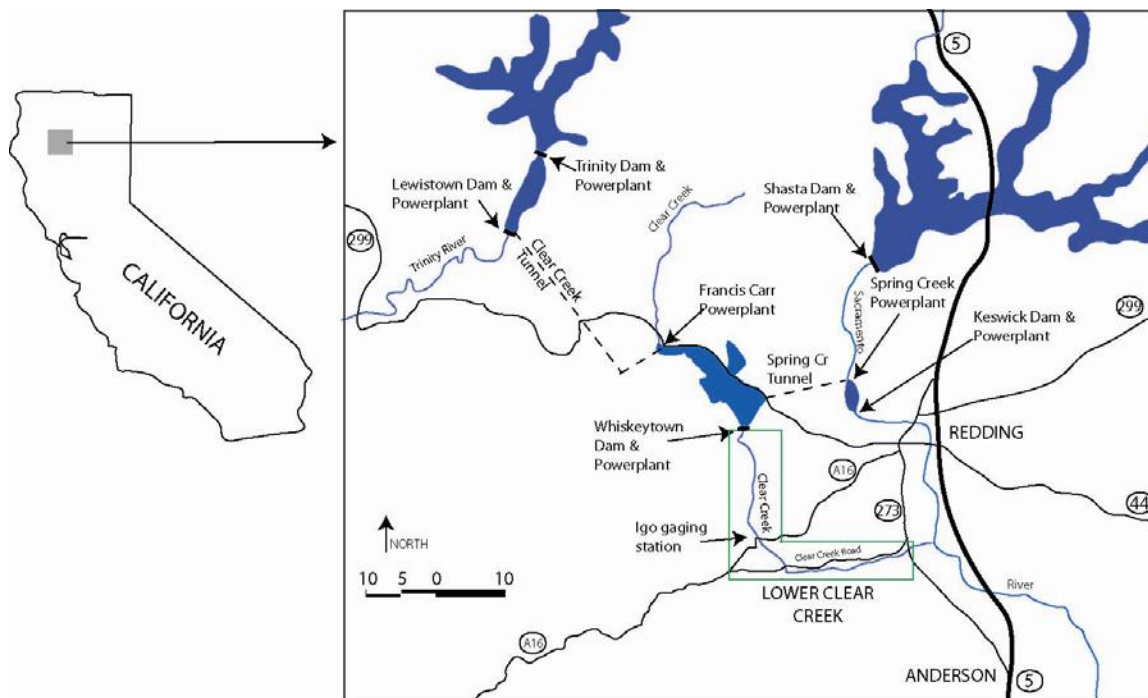 CALIFORNIA
5
Trinity Dam &
Powerplant
Lewistown Dam &
Powerplant
Clear Creek
Shasta Dam &
Powerplant
299
Trinity River
Clear Creek
Tunnel
Francis Carr
Powerplant
Sacramento
Spring Creek
Powerplant
299
Keswick Dam &
Powerplant
Spring Cr
Tunnel
Whiskeytown
Dam &
Powerplant
REDDING
A16
Clear Creek
273
44
NORTH
Igo gaging
station
Clear Creek Road
10 5 0 10
LOWER CLEAR
CREEK
River
A16
ANDERSON
5